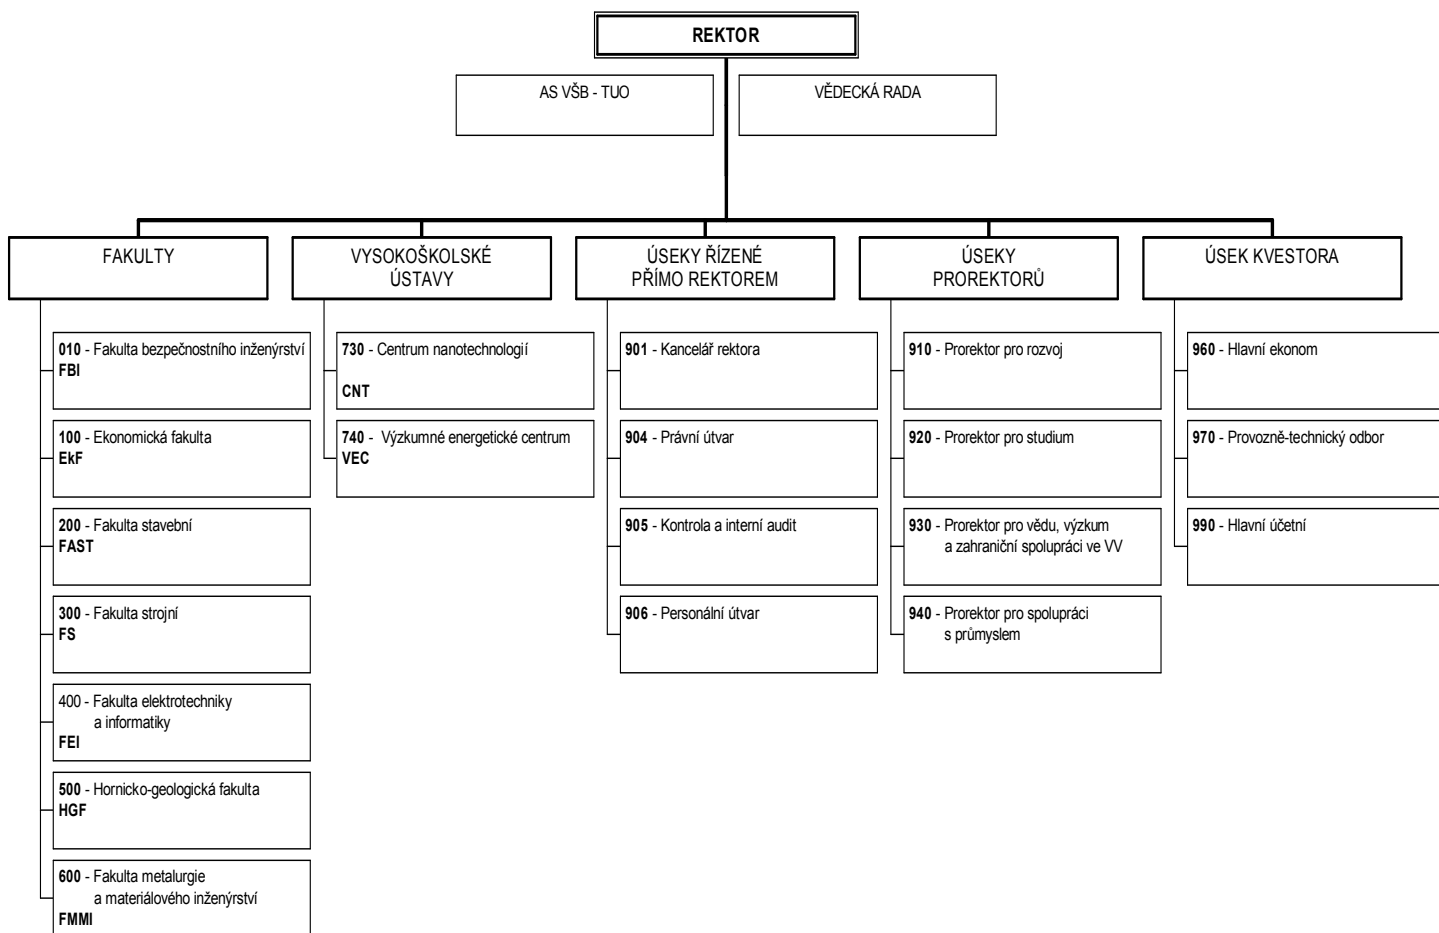 REKTOR
AS VŠB - TUO
VĚDECKÁ RADA
FAKULTY
010 - Fakulta bezpečnostního inženýrství
FBI
100 - Ekonomická fakulta
EkF
200 - Fakulta stavební
FAST
300 - Fakulta strojní
FS
400 - Fakulta elektrotechniky
a informatiky
FEI
500 - Hornicko-geologická fakulta
HGF
600 - Fakulta metalurgie
a materiálového inženýrství
FMMI
VYSOKOŠKOLSKÉ
ÚSTAVY
730 - Centrum nanotechnologií
CNT
740 - Výzkumné energetické centrum
VEC
ÚSEKY ŘÍZENÉ
PŘÍMO REKTOREM
901 - Kancelář rektora
904 - Právní útvar
905 - Kontrola a interní audit
906 - Personální útvar
ÚSEKY
PROREKTORŮ
910 - Prorektor pro rozvoj
920 - Prorektor pro studium
930 - Prorektor pro vědu, výzkum
a zahraniční spolupráci ve VV
940 - Prorektor pro spolupráci
s průmyslem
ÚSEK KVESTORA
960 - Hlavní ekonom
970 - Provozně-technický odbor
990 - Hlavní účetní